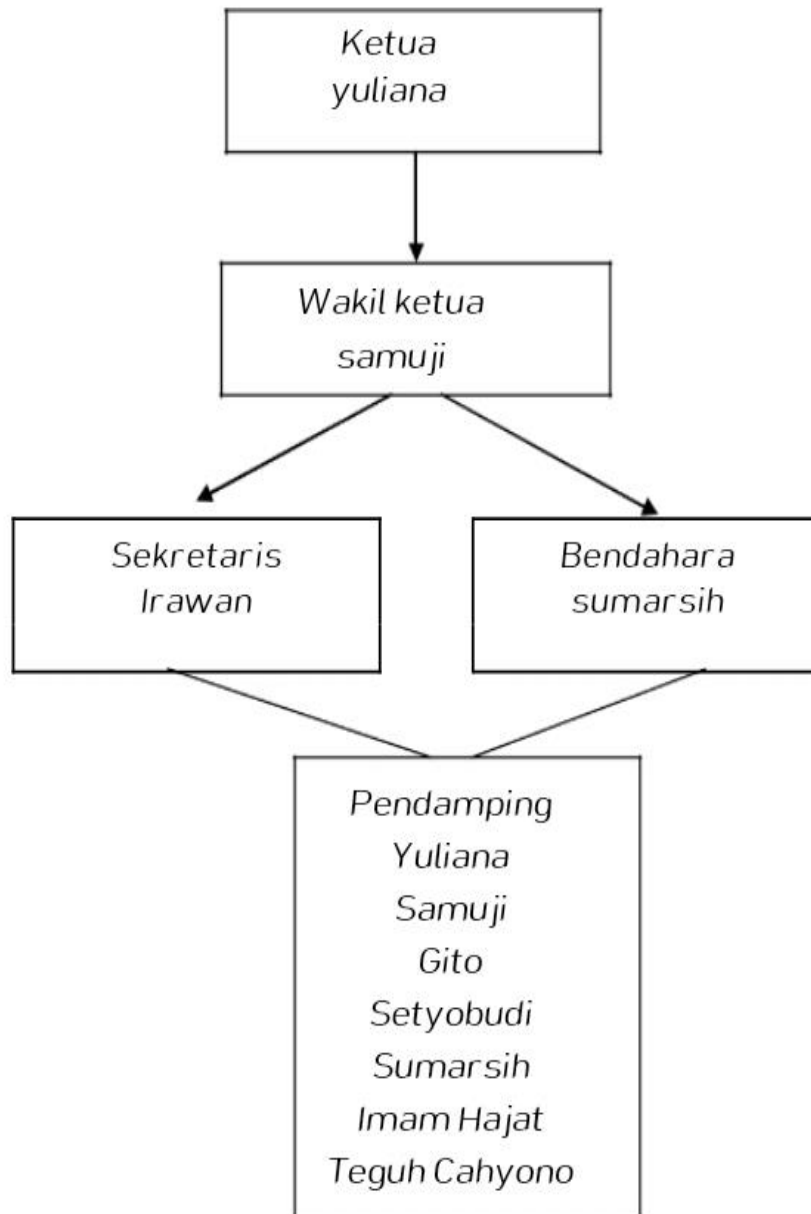 Ketua
yuliana
Wakil ketua
samuji
Sekretaris
Irawan
Bendahara
sumarsih
Pendamping
Yuliana
Samuji
Gito
Setyobudi
Sumarsih
Imam Hajat
Teguh Cahyono